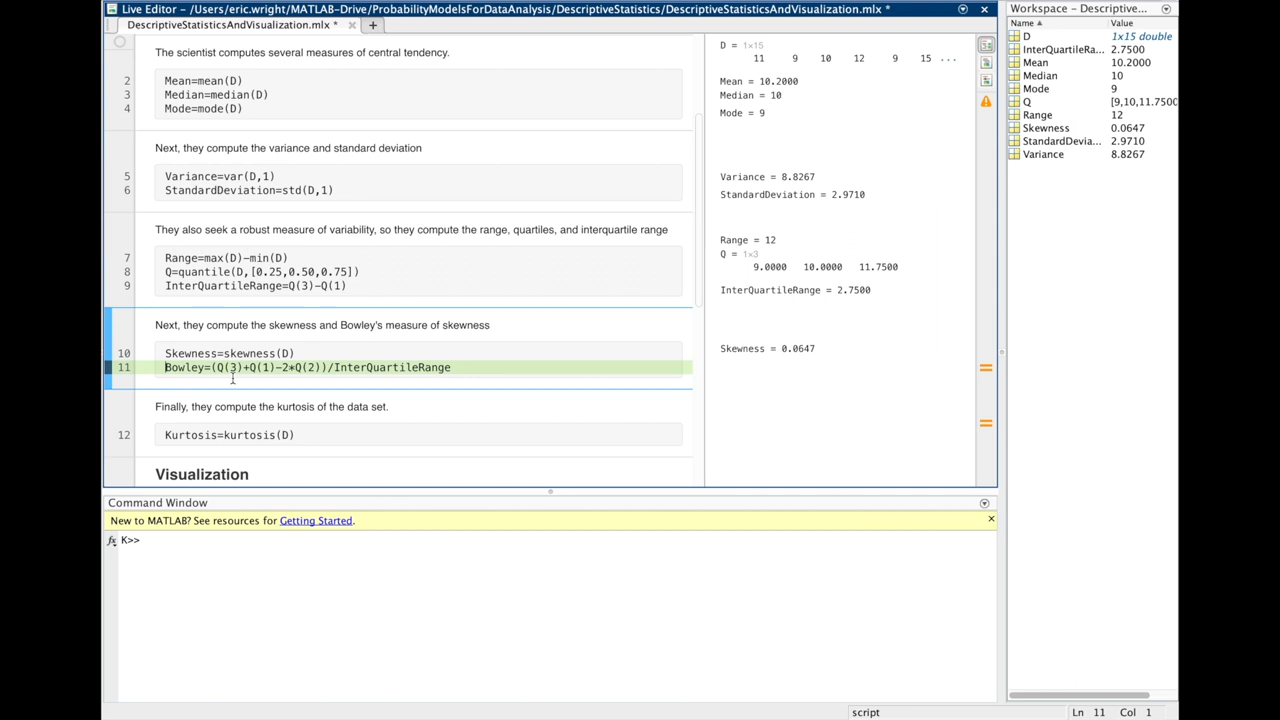 Live Editor - /Users/eric.wright/MATLAB-Drive/ProbabilityModelsForDataAnalysis/DescriptiveStatistics/DescriptiveStatisticsAndVisualization.mlx *
DescriptiveStatisticsAndVisualization.mlx *
The scientist computes several measures of central tendency.
2 Mean=mean(D)
3 Median=median(D)
4 Mode=mode(D)
Next, they compute the variance and standard deviation
5 Variance=var(D,1)
6 StandardDeviation=std(D,1)
They also seek a robust measure of variability, so they compute the range, quartiles, and interquartile range
7 Range=max(D)-min(D)
8 Q=quantile(D,[0.25,0.50,0.75])
9 InterQuartileRange=Q(3)-Q(1)
Next, they compute the skewness and Bowley's measure of skewness
10 Skewness=skewness(D)
11 Bowley=(Q(3)+Q(1)-2*Q(2))/InterQuartileRange
Finally, they compute the kurtosis of the data set.
12 Kurtosis=kurtosis(D)
Visualization
D = 1×15
11 9 10 12 9 15 ...
Mean = 10.2000
Median = 10
Mode = 9
Variance = 8.8267
StandardDeviation = 2.9710
Range = 12
Q = 1×3
9.0000 10.0000 11.7500
InterQuartileRange = 2.7500
Skewness = 0.0647
Workspace - Descriptive...
Name Value
D 1x15 double
InterQuartileRa... 2.7500
Mean 10.2000
Median 10
Mode 9
Q [9,10,11.7500
Range 12
Skewness 0.0647
StandardDevia... 2.9710
Variance 8.8267
Command Window
New to MATLAB? See resources for Getting Started.
fx K>>
script Ln 11 Col 1